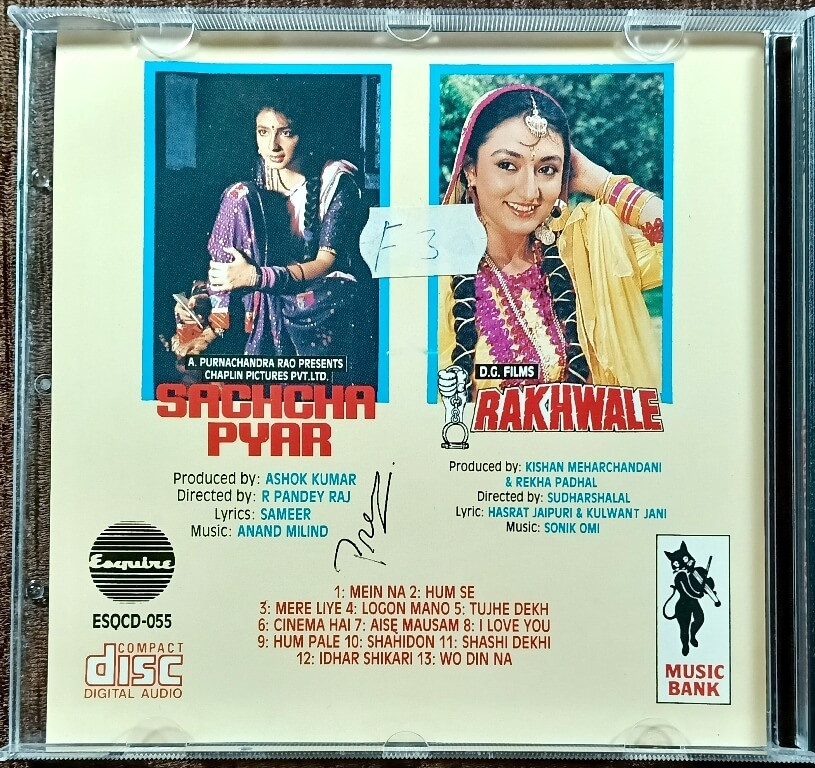 F 3
A. PURNACHANDRA RAO PRESENTS
CHAPLIN PICTURES PVT.LTD.
SACHCHA
PYAR
Produced by: ASHOK KUMAR
Directed by: R PANDEY RAJ
Lyrics: SAMEER
Music: ANAND MILIND
D.G. FILMS
RAKHWALE
Produced by: KISHAN MEHARCHANDANI
& REKHA PADHAL
Directed by: SUDHARSHALAL
Lyric: HASRAT JAIPURI & KULWANT JANI
Music: SONIK OMI
Esquire
ESQCD-055
COMPACT
disc
DIGITAL AUDIO
1: MEIN NA 2: HUM SE
3: MERE LIYE 4: LOGON MANO 5: TUJHE DEKH
6: CINEMA HAI 7: AISE MAUSAM 8: I LOVE YOU
9: HUM PALE 10: SHAHIDON 11: SHASHI DEKHI
12: IDHAR SHIKARI 13: WO DIN NA
MUSIC
BANK